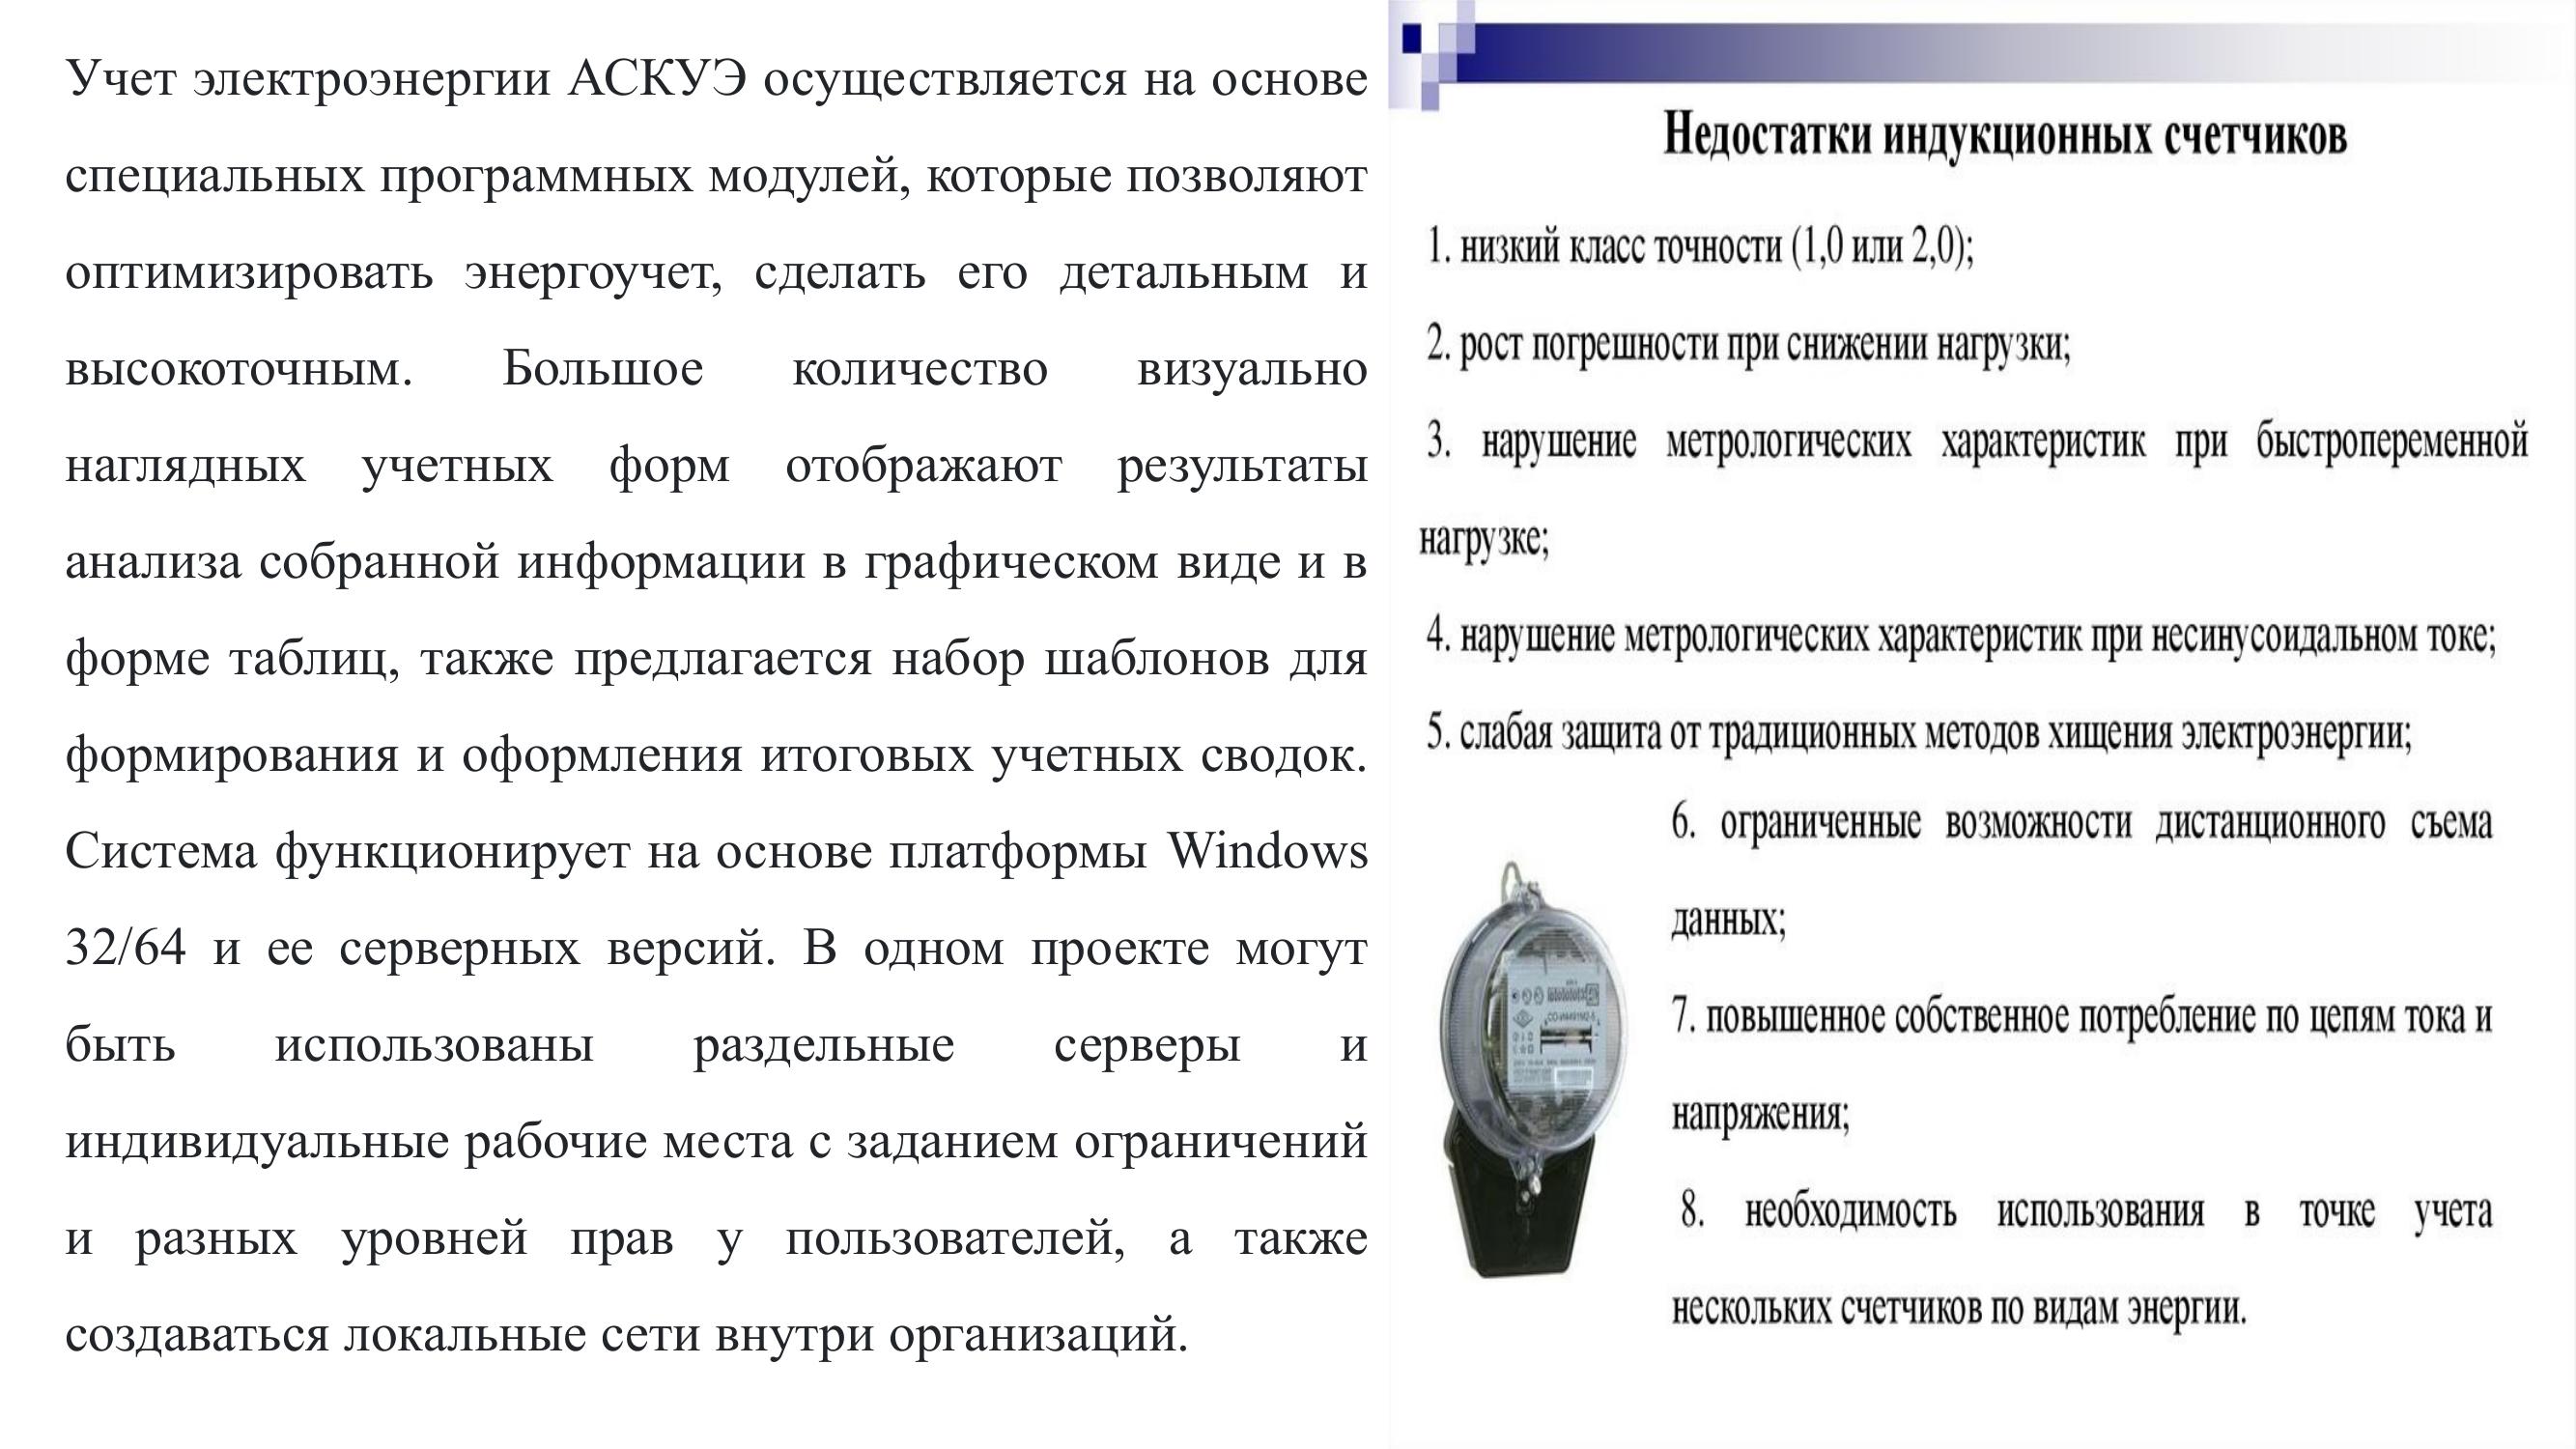 Учет электроэнергии АСКУЭ осуществляется на основе
специальных программных модулей, которые позволяют
оптимизировать энергоучет, сделать его детальным и
высокоточным. Большое количество визуально
наглядных учетных форм отображают результаты
анализа собранной информации в графическом виде и в
форме таблиц, также предлагается набор шаблонов для
формирования и оформления итоговых учетных сводок.
Система функционирует на основе платформы Windows
32/64 и ее серверных версий. В одном проекте могут
быть использованы раздельные серверы и
индивидуальные рабочие места с заданием ограничений
и разных уровней прав у пользователей, а также
создаваться локальные сети внутри организаций.
Недостатки индукционных счетчиков
1. низкий класс точности (1,0 или 2,0);
2. рост погрешности при снижении нагрузки;
3. нарушение метрологических характеристик при быстропеременной
нагрузке;
4. нарушение метрологических характеристик при несинусоидальном токе;
5. слабая защита от традиционных методов хищения электроэнергии;
6. ограниченные возможности дистанционного съема
данных;
7. повышенное собственное потребление по цепям тока и
напряжения;
8. необходимость использования в точке учета
нескольких счетчиков по видам энергии.